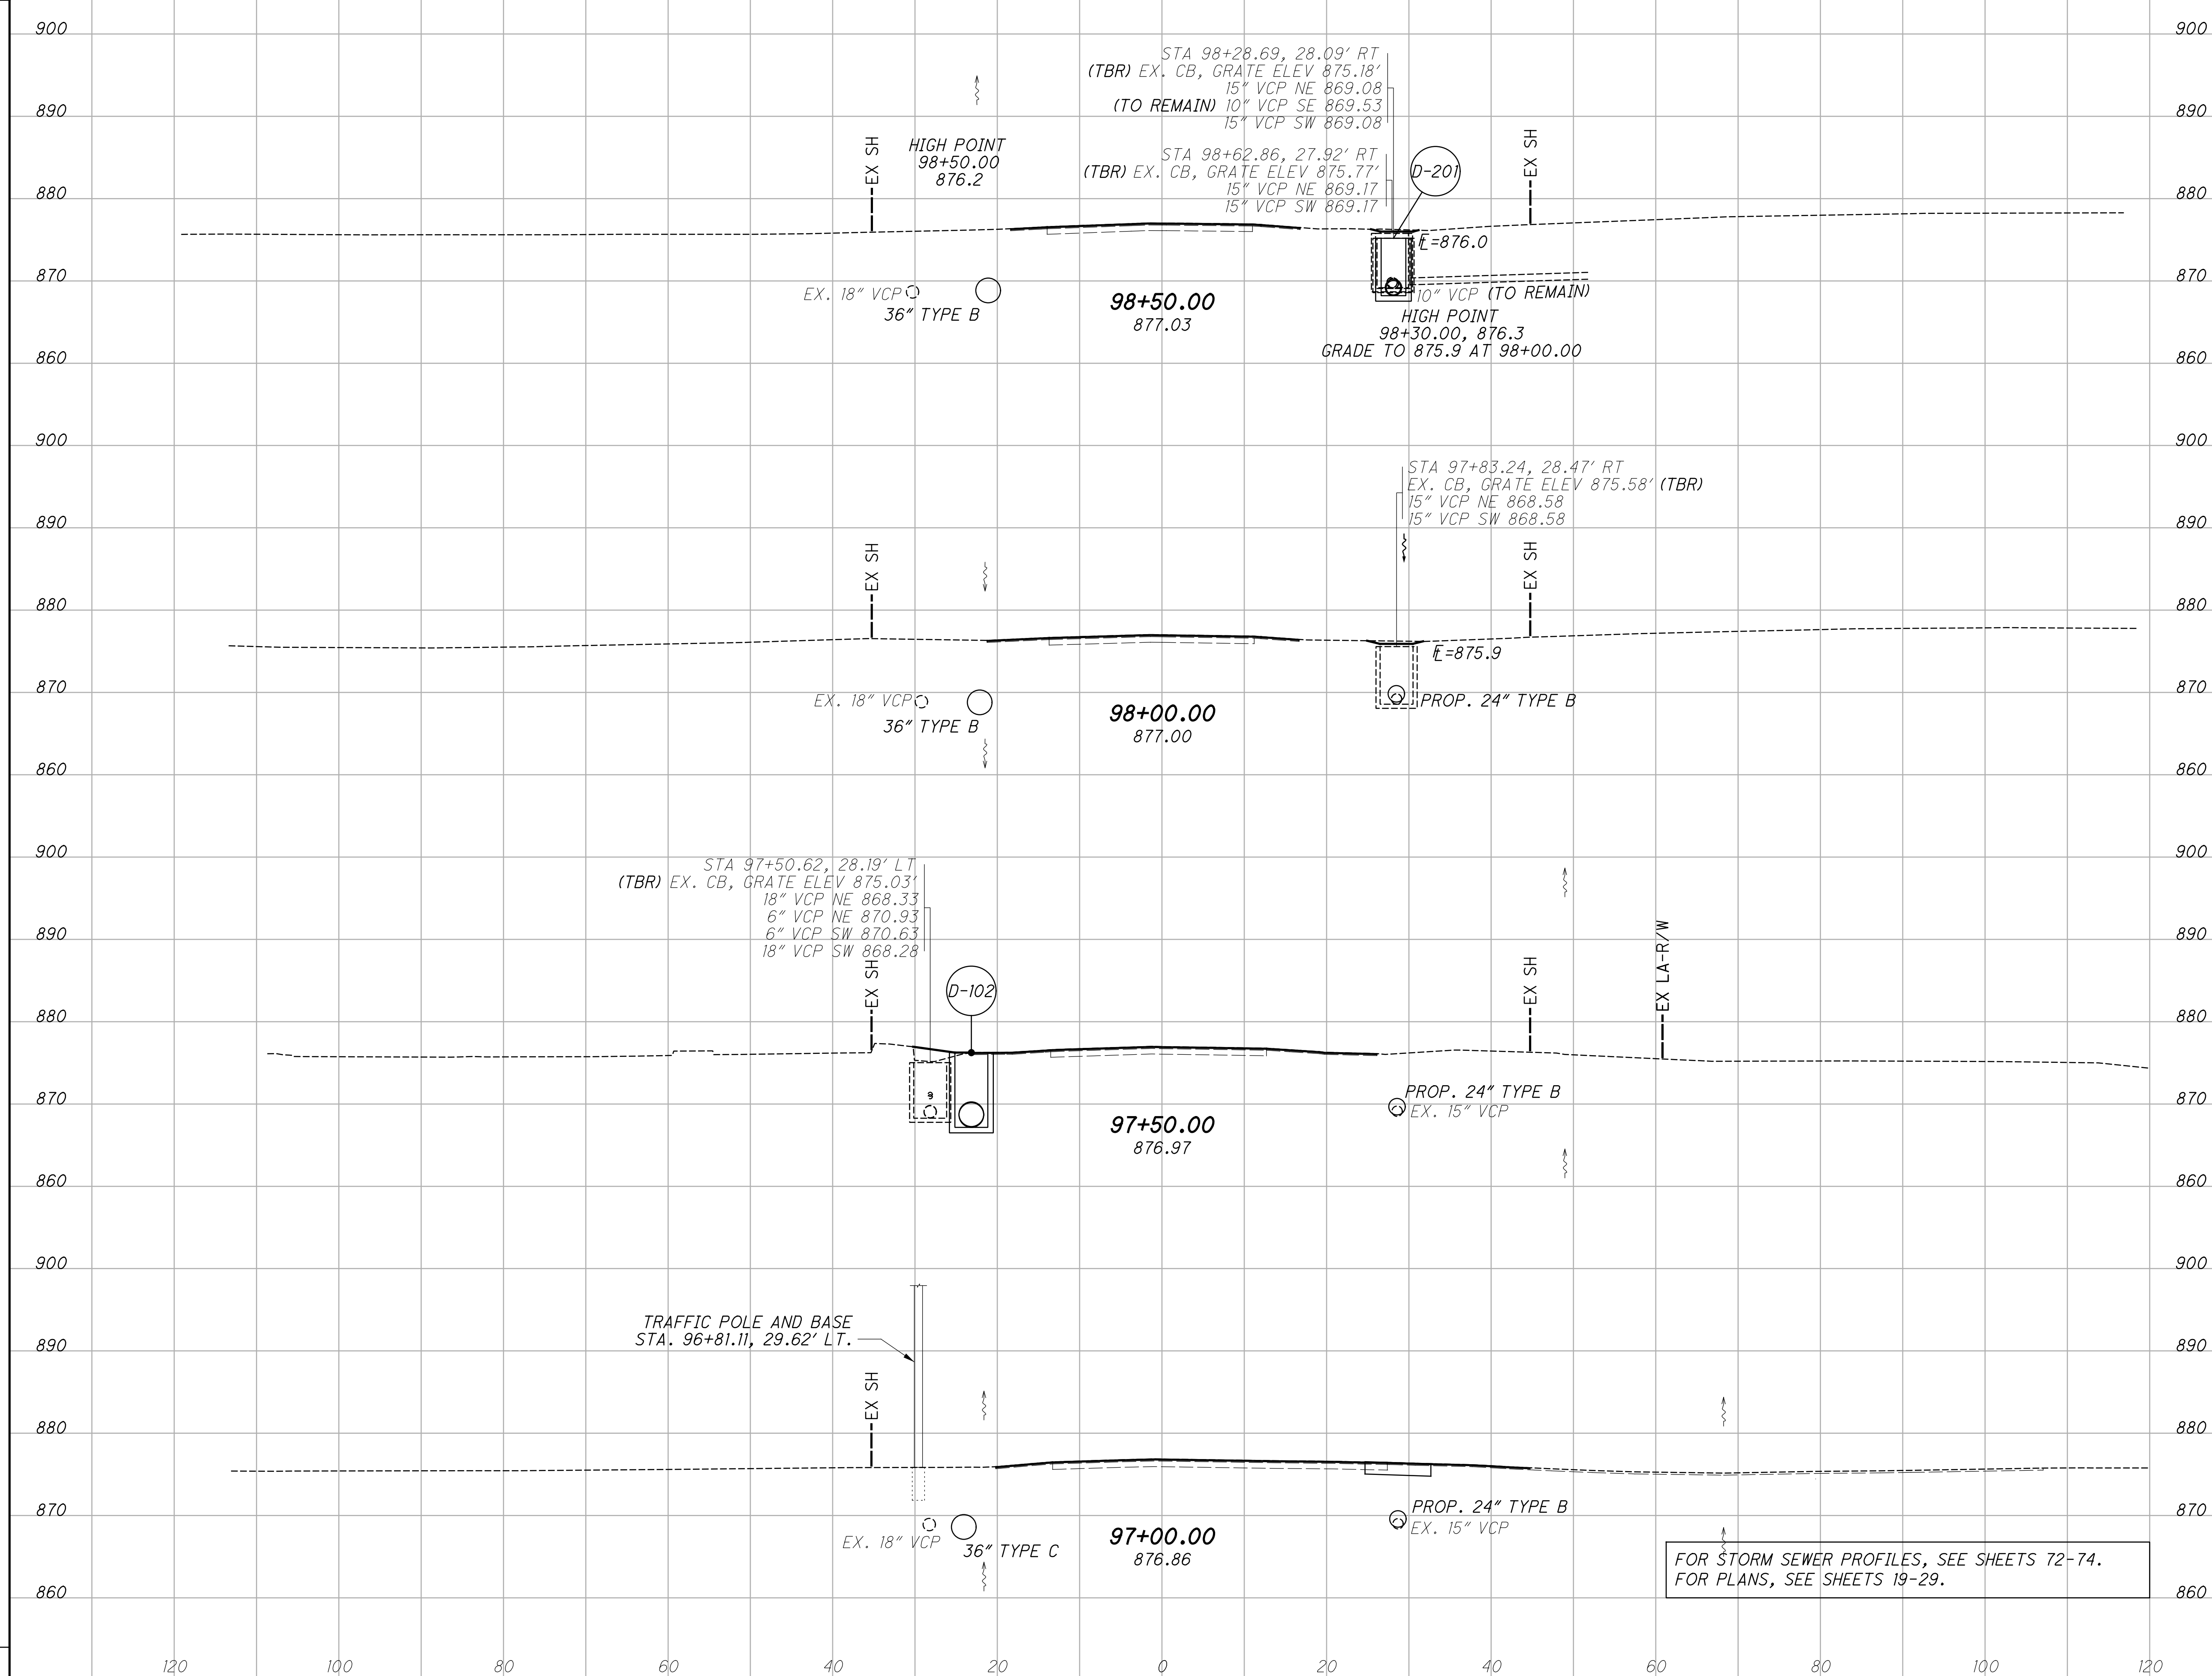 900
900
STA 98+28.69, 28.09' RT
(TBR) EX. CB, GRATE ELEV 875.18'
15" VCP NE 869.08
(TO REMAIN) 10" VCP SE 869.53
15" VCP SW 869.08
890
890
EX SH
HIGH POINT
98+50.00
876.2
STA 98+62.86, 27.92' RT
(TBR) EX. CB, GRATE ELEV 875.77'
15" VCP NE 869.17
15" VCP SW 869.17
D-201
EX SH
880
880
FL=876.0
870
870
EX. 18" VCP
36" TYPE B
98+50.00
877.03
10" VCP (TO REMAIN)
HIGH POINT
98+30.00, 876.3
GRADE TO 875.9 AT 98+00.00
860
860
900
900
STA 97+83.24, 28.47' RT
EX. CB, GRATE ELEV 875.58' (TBR)
15" VCP NE 868.58
15" VCP SW 868.58
890
890
EX SH
EX SH
880
880
FL=875.9
870
870
EX. 18" VCP
36" TYPE B
98+00.00
877.00
PROP. 24" TYPE B
860
860
900
900
STA 97+50.62, 28.19' LT
(TBR) EX. CB, GRATE ELEV 875.03'
18" VCP NE 868.33
6" VCP NE 870.93
6" VCP SW 870.63
18" VCP SW 868.28
890
890
EX SH
D-102
EX SH
EX LA-R/W
880
880
870
870
PROP. 24" TYPE B
EX. 15" VCP
97+50.00
876.97
860
860
900
900
TRAFFIC POLE AND BASE
STA. 96+81.11, 29.62' LT.
890
890
EX SH
880
880
870
870
EX. 18" VCP
36" TYPE C
97+00.00
876.86
PROP. 24" TYPE B
EX. 15" VCP
FOR STORM SEWER PROFILES, SEE SHEETS 72-74.
FOR PLANS, SEE SHEETS 19-29.
860
860
120 100 80 60 40 20 0 20 40 60 80 100 120